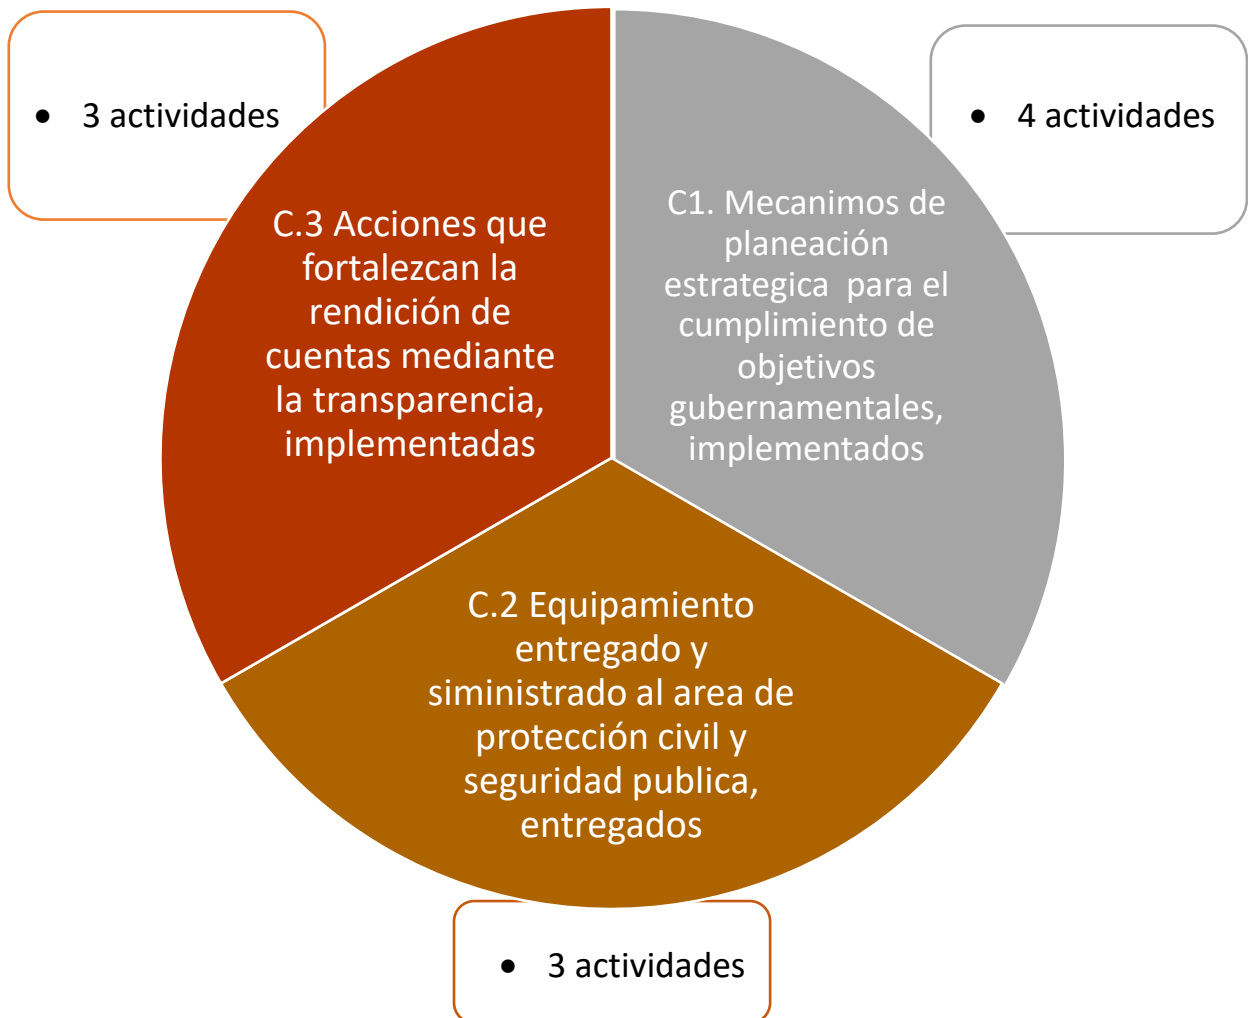 • 3 actividades
• 4 actividades
C.3 Acciones que
fortalezcan la
rendición de
cuentas mediante
la transparencia,
implementadas
C1. Mecanimos de
planeación
estrategica  para el
cumplimiento de
objetivos
gubernamentales,
implementados
C.2 Equipamiento
entregado y
siministrado al area de
protección civil y
seguridad publica,
entregados
• 3 actividades